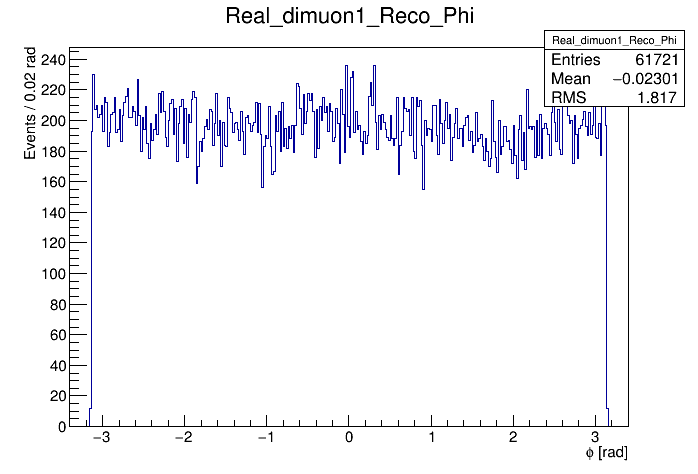 Real_dimuon1_Reco_Phi
Real_dimuon1_Reco_Phi
Entries 61721
Mean −0.02301
RMS 1.817
Events / 0.02 rad
240
220
200
180
160
140
120
100
80
60
40
20
0
−3 −2 −1 0 1 2 3
ϕ [rad]